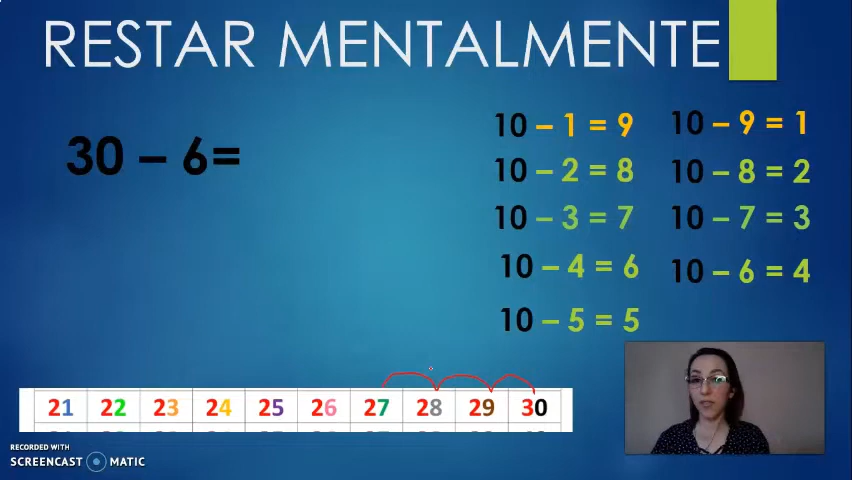 RESTAR MENTALMENTE
30 – 6=
10 – 1 = 9
10 – 2 = 8
10 – 3 = 7
10 – 4 = 6
10 – 5 = 5
10 – 9 = 1
10 – 8 = 2
10 – 7 = 3
10 – 6 = 4
21 22 23 24 25 26 27 28 29 30
RECORDED WITH
SCREENCAST MATIC